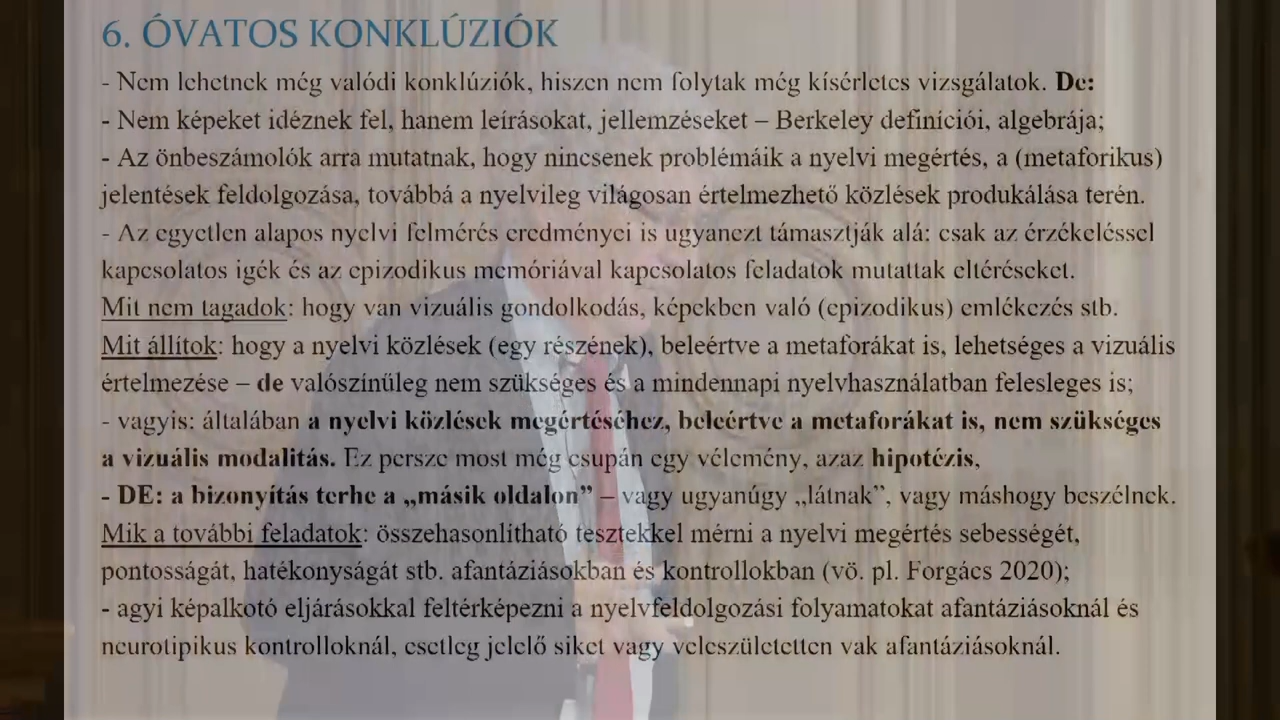 6. ÓVATOS KONKLÚZIÓK
- Nem lehetnek még valódi konklúziók, hiszen nem folytak még kísérletes vizsgálatok. De:
- Nem képeket idéznek fel, hanem leírásokat, jellemzéseket – Berkeley definíciói, algebrája;
- Az önbeszámolók arra mutatnak, hogy nincsenek problémáik a nyelvi megértés, a (metaforikus)
jelentések feldolgozása, továbbá a nyelvileg világosan értelmezhető közlések produkálása terén.
- Az egyetlen alapos nyelvi felmérés eredményei is ugyanezt támasztják alá: csak az érzékeléssel
kapcsolatos igék és az epizodikus memóriával kapcsolatos feladatok mutattak eltéréseket.
Mit nem tagadok: hogy van vizuális gondolkodás, képekben való (epizodikus) emlékezés stb.
Mit állítok: hogy a nyelvi közlések (egy részének), beleértve a metaforákat is, lehetséges a vizuális
értelmezése – de valószínűleg nem szükséges és a mindennapi nyelvhasználatban felesleges is;
- vagyis: általában a nyelvi közlések megértéséhez, beleértve a metaforákat is, nem szükséges
a vizuális modalitás. Ez persze most még csupán egy vélemény, azaz hipotézis,
- DE: a bizonyítás terhe a „másik oldalon” – vagy ugyanúgy „látnak”, vagy máshogy beszélnek.
Mik a további feladatok: összehasonlítható tesztekkel mérni a nyelvi megértés sebességét,
pontosságát, hatékonyságát stb. afantáziásokban és kontrollokban (vö. pl. Forgács 2020);
- agyi képalkotó eljárásokkal feltérképezni a nyelvfeldolgozási folyamatokat afantáziásoknál és
neurotipikus kontrolloknál, esetleg jelelő siket vagy veleszületetten vak afantáziásoknál.